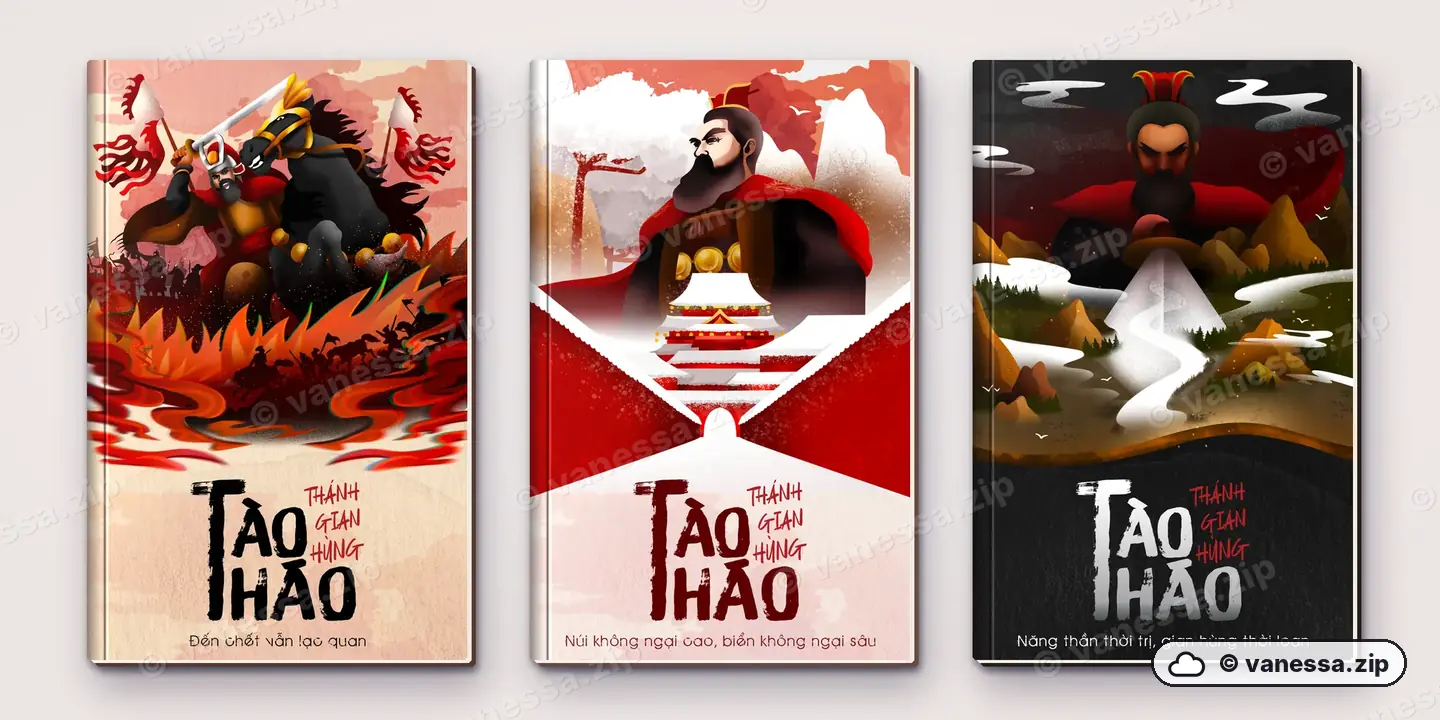 TÀO
THÁO
THÁNH
GIAN
HÙNG
Đến chết vẫn lạc quan
TÀO
THÁO
THÁNH
GIAN
HÙNG
Núi không ngại cao, biển không ngại sâu
TÀO
THÁO
THÁNH
GIAN
HÙNG
Năng thần thời trị, gian hùng thời loạn
© vanessa.zip